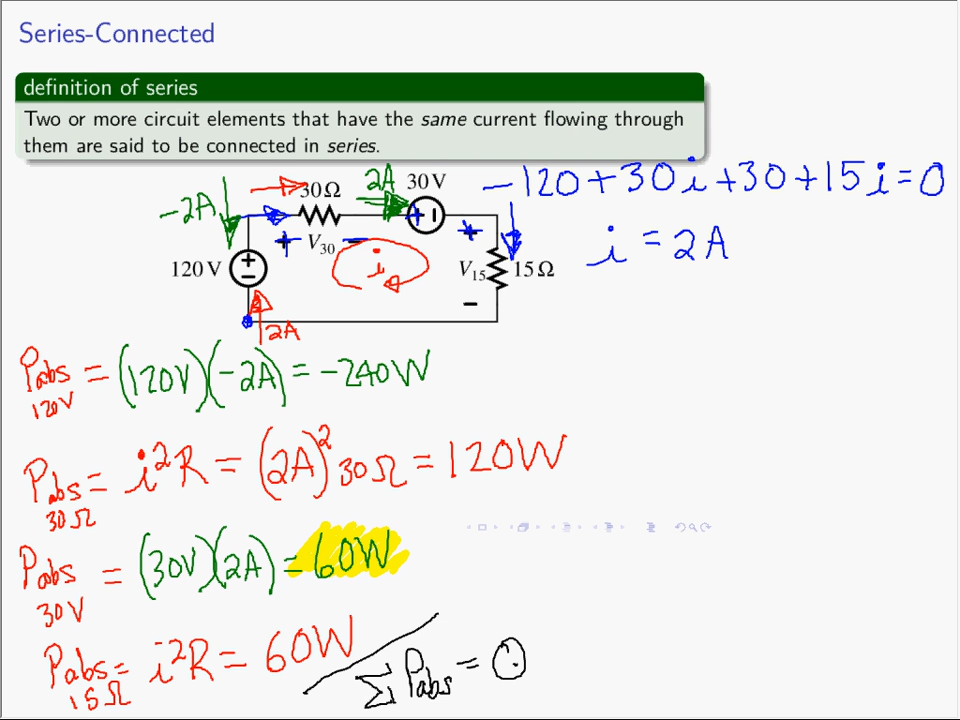 Series-Connected
definition of series
Two or more circuit elements that have the same current flowing through
them are said to be connected in series.
-120+30i+30+15i=0
i = 2A
-2A
30Ω
2A
30 V
+ V30 -
i
120 V
+
-
+
V15
-
15Ω
2A
Pabs 120V = (120V)(-2A) = -240W
Pabs 30Ω = i²R = (2A)² 30Ω = 120W
Pabs 30V = (30V)(2A) = 60W
Pabs 15Ω = i²R = 60W
Σ Pabs = 0